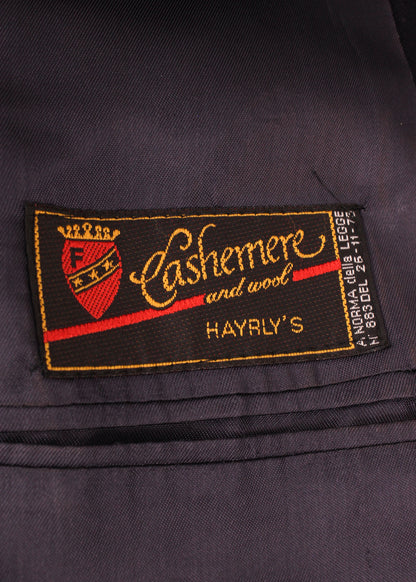 F
Cashemere
and wool
HAYRLY'S
A NORMA della LEGGE
N° 883 DEL 26-11-73